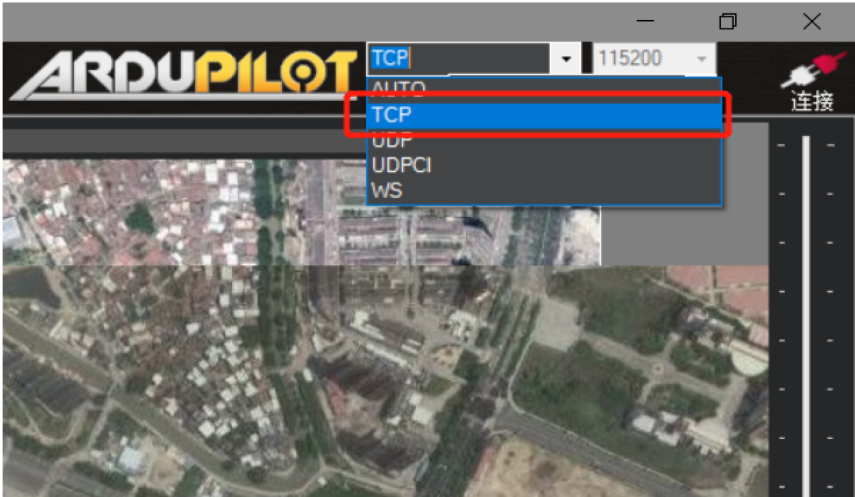 ARDUPILOT
TCP
115200
连接
AUTO
TCP
UDP
UDPCI
WS